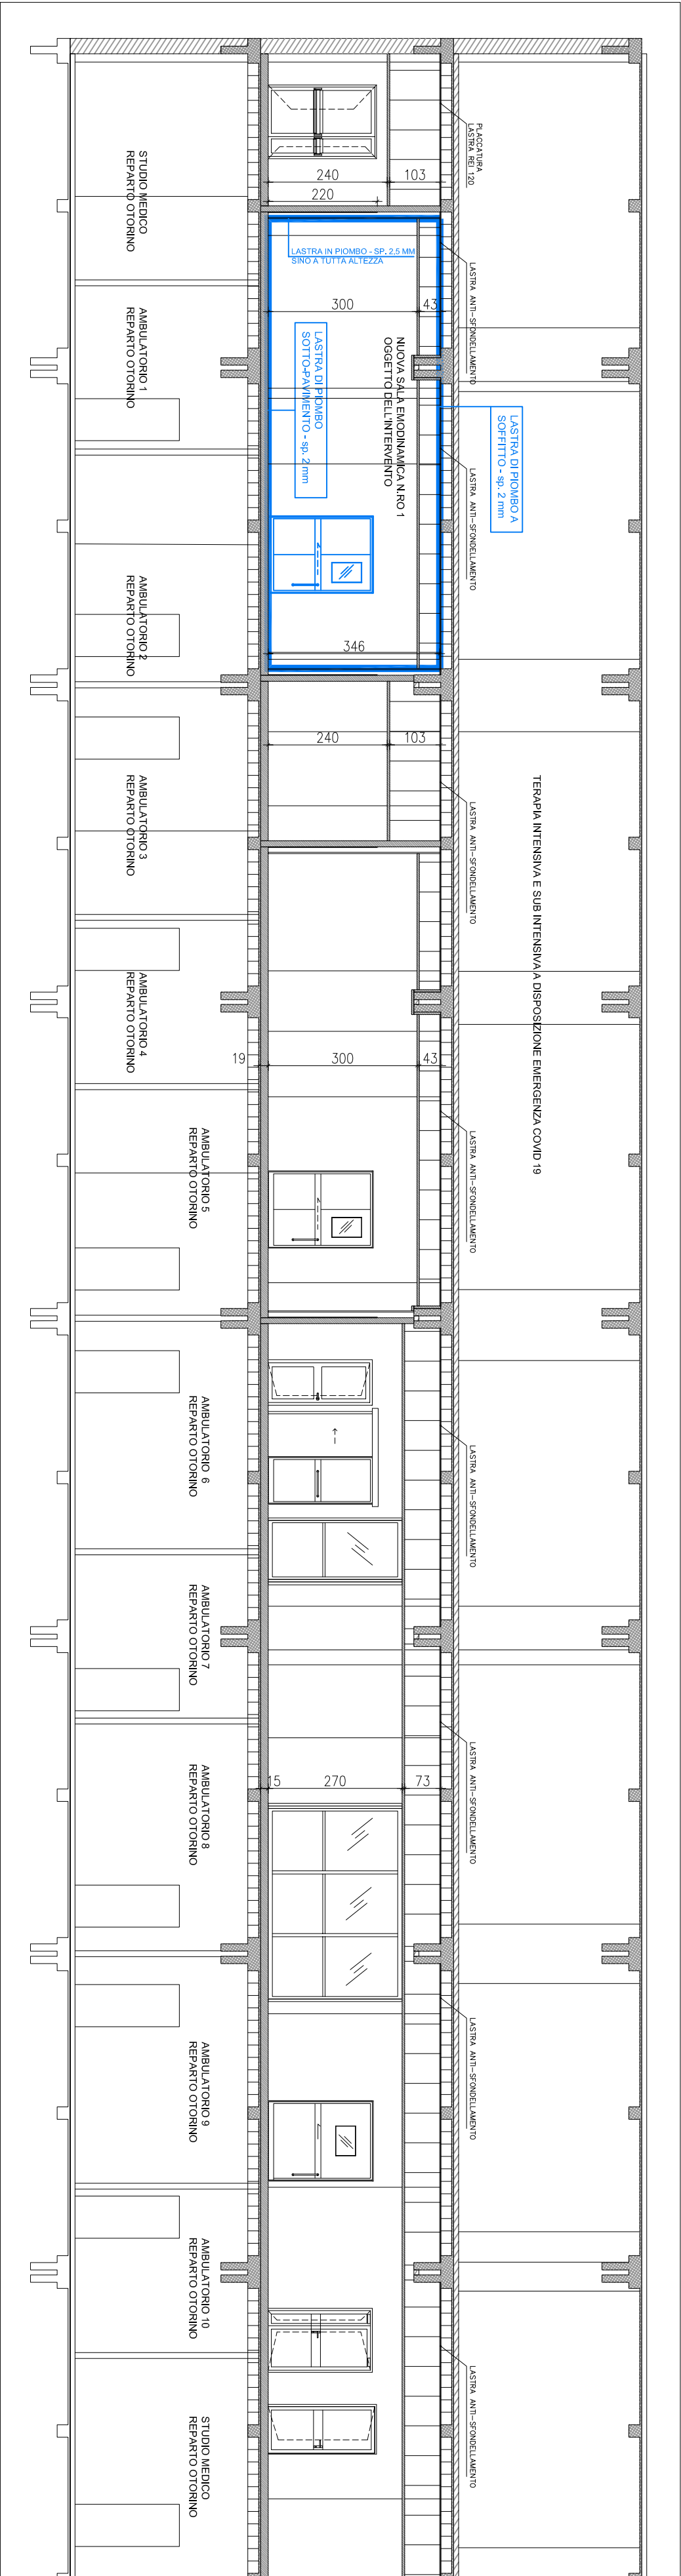 PLACCATURA
LASTRA REI 120
240
103
220
LASTRA IN PIOMBO - SP. 2,5 MM
SINO A TUTTA ALTEZZA
LASTRA ANTI-SFONDELLAMENTO
300
43
NUOVA SALA EMODINAMICA N.RO 1
OGGETTO DELL'INTERVENTO
LASTRA DI PIOMBO
SOTTO-PAVIMENTO - sp. 2 mm
LASTRA DI PIOMBO A
SOFFITTO - sp. 2 mm
LASTRA ANTI-SFONDELLAMENTO
346
240
103
LASTRA ANTI-SFONDELLAMENTO
TERAPIA INTENSIVA E SUB INTENSIVA A DISPOSIZIONE EMERGENZA COVID 19
19
300
43
LASTRA ANTI-SFONDELLAMENTO
LASTRA ANTI-SFONDELLAMENTO
LASTRA ANTI-SFONDELLAMENTO
15
270
73
LASTRA ANTI-SFONDELLAMENTO
LASTRA ANTI-SFONDELLAMENTO
STUDIO MEDICO
REPARTO OTORINO
AMBULATORIO 1
REPARTO OTORINO
AMBULATORIO 2
REPARTO OTORINO
AMBULATORIO 3
REPARTO OTORINO
AMBULATORIO 4
REPARTO OTORINO
AMBULATORIO 5
REPARTO OTORINO
AMBULATORIO 6
REPARTO OTORINO
AMBULATORIO 7
REPARTO OTORINO
AMBULATORIO 8
REPARTO OTORINO
AMBULATORIO 9
REPARTO OTORINO
AMBULATORIO 10
REPARTO OTORINO
STUDIO MEDICO
REPARTO OTORINO